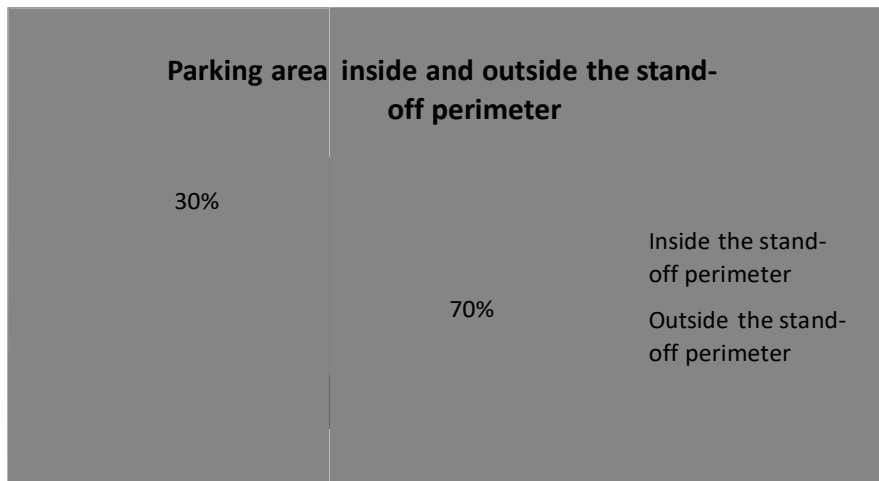 Parking area inside and outside the stand-
off perimeter
30%
Inside the stand-
off perimeter
70%
Outside the stand-
off perimeter